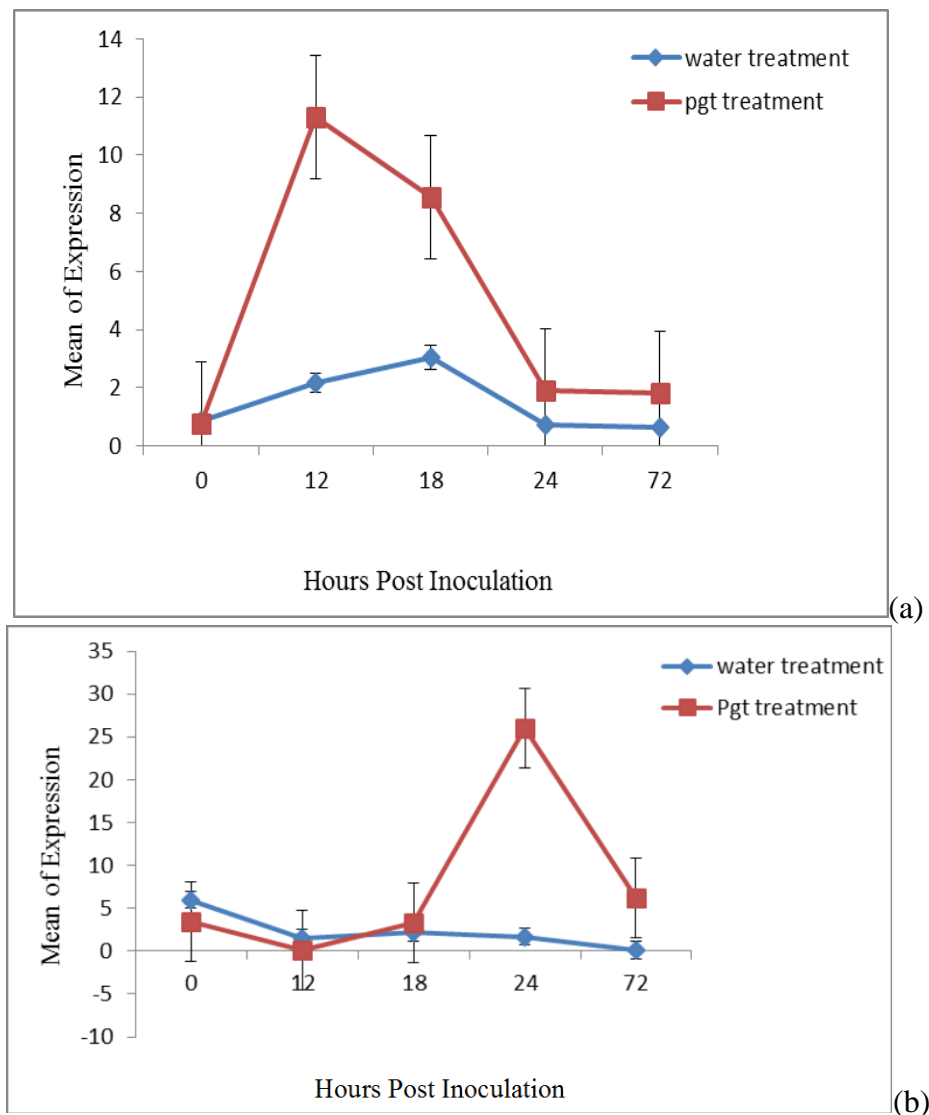 14
water treatment
pgt treatment
12
10
8
6
4
2
0
Mean of Expression
0 12 18 24 72
Hours Post Inoculation
(a)
35
water treatment
Pgt treatment
30
25
20
15
10
5
0
-5
-10
Mean of Expression
0 12 18 24 72
Hours Post Inoculation
(b)